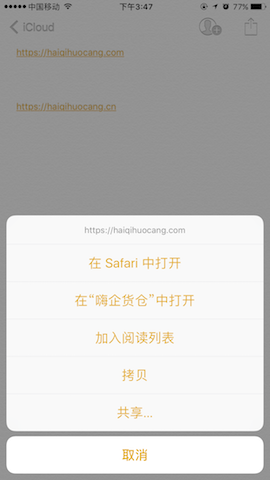 中国移动 下午3:47 77%
iCloud
https://haiqihuocang.com
https://haiqihuocang.cn
https://haiqihuocang.com
在 Safari 中打开
在“嗨企货仓”中打开
加入阅读列表
拷贝
共享...
取消